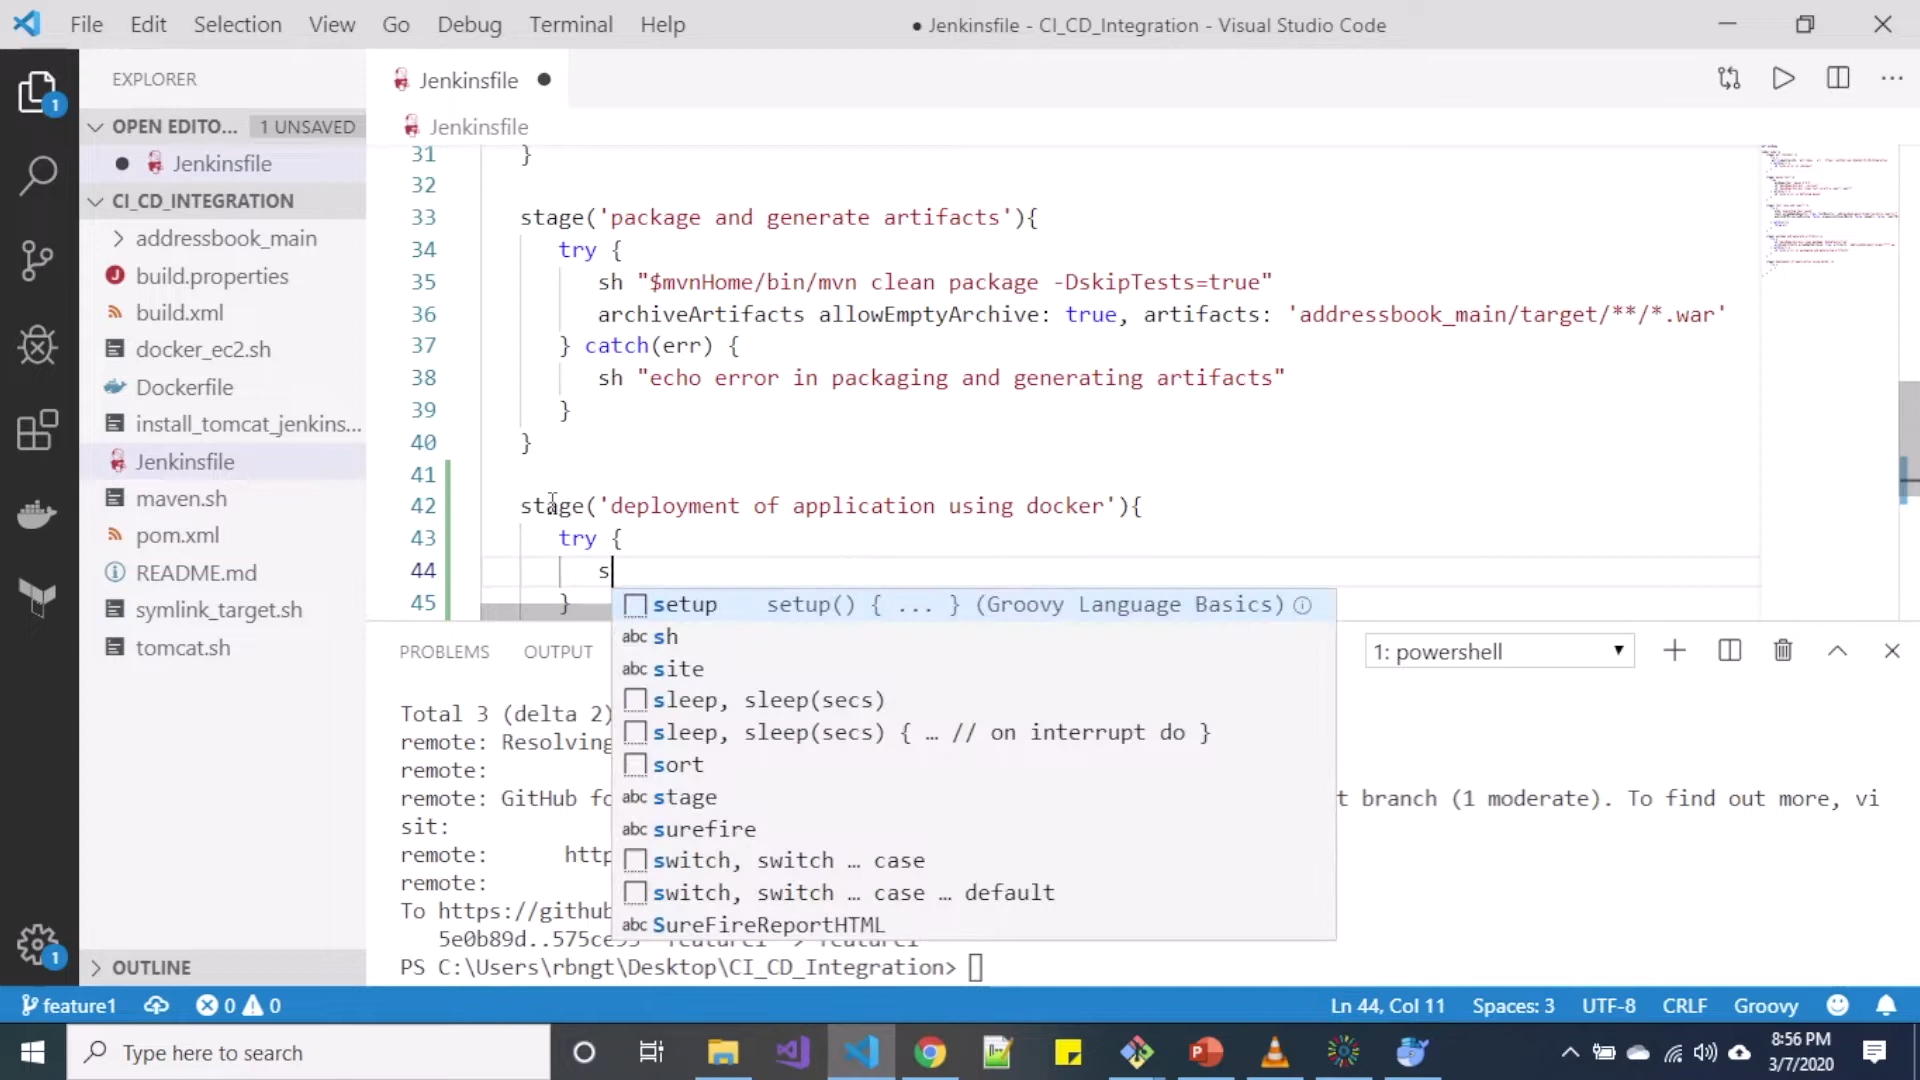 File Edit Selection View Go Debug Terminal Help
● Jenkinsfile - CI_CD_Integration - Visual Studio Code
EXPLORER
OPEN EDITO... 1 UNSAVED
Jenkinsfile
CI_CD_INTEGRATION
addressbook_main
build.properties
build.xml
docker_ec2.sh
Dockerfile
install_tomcat_jenkins...
Jenkinsfile
maven.sh
pom.xml
README.md
symlink_target.sh
tomcat.sh
OUTLINE
1
1
Jenkinsfile
Jenkinsfile
31 }
32
33 stage('package and generate artifacts'){
34 try {
35 sh "$mvnHome/bin/mvn clean package -DskipTests=true"
36 archiveArtifacts allowEmptyArchive: true, artifacts: 'addressbook_main/target/**/*.war'
37 } catch(err) {
38 sh "echo error in packaging and generating artifacts"
39 }
40 }
41
42 stage('deployment of application using docker'){
43 try {
44 s
45 }
setup setup() { ... } (Groovy Language Basics)
abc sh
abc site
sleep, sleep(secs)
sleep, sleep(secs) { … // on interrupt do }
sort
abc stage
abc surefire
switch, switch … case
switch, switch … case … default
abc SureFireReportHTML
PROBLEMS OUTPUT
1: powershell
Total 3 (delta 2)
remote: Resolving
remote:
remote: GitHub fo
t branch (1 moderate). To find out more, vi
sit:
remote: http
remote:
To https://github
PS C:\Users\rbngt\Desktop\CI_CD_Integration>
feature1 0 0
Ln 44, Col 11 Spaces: 3 UTF-8 CRLF Groovy
Type here to search
8:56 PM
3/7/2020